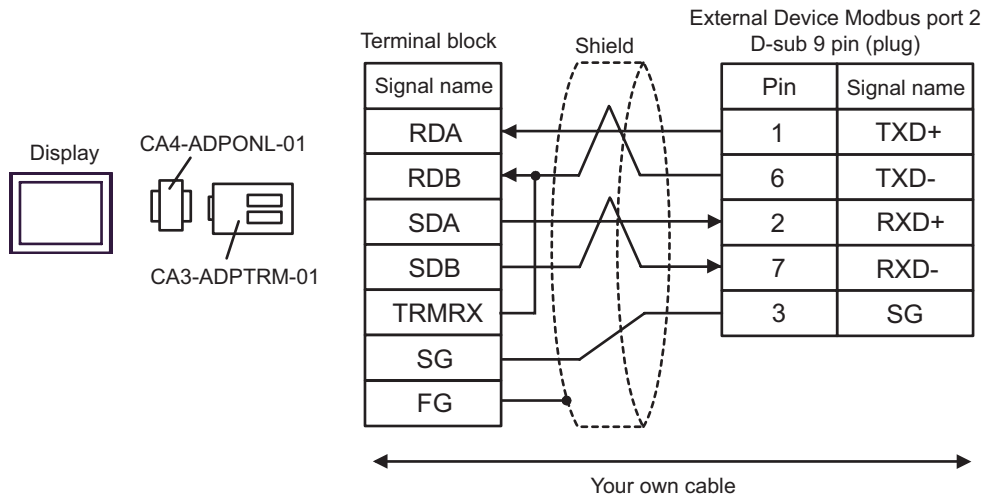 External Device Modbus port 2
D-sub 9 pin (plug)
Terminal block
Shield
Signal name
Pin
Signal name
RDA
1
TXD+
Display
CA4-ADPONL-01
RDB
6
TXD-
SDA
2
RXD+
SDB
7
RXD-
CA3-ADPTRM-01
TRMRX
3
SG
SG
FG
Your own cable